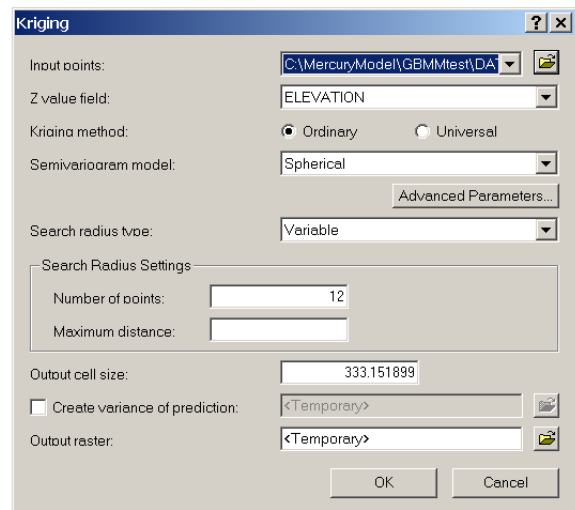 Kriging
Input points: C:\MercuryModel\GBMMtest\DAT
Z value field: ELEVATION
Kriging method: Ordinary Universal
Semivariogram model: Spherical
Advanced Parameters...
Search radius type: Variable
Search Radius Settings
Number of points: 12
Maximum distance:
Output cell size: 333.151899
Create variance of prediction: <Temporary>
Output raster: <Temporary>
OK Cancel